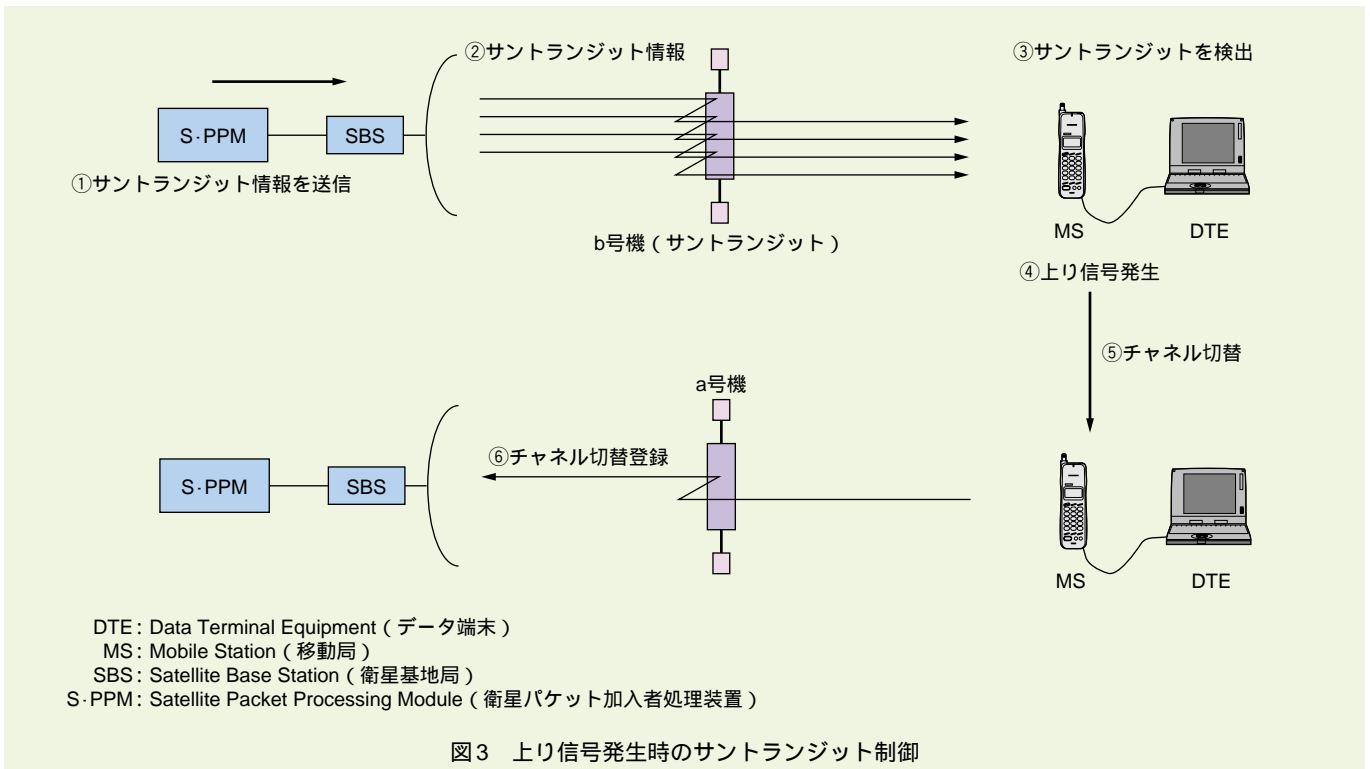 ②サントランジット情報
③サントランジットを検出
S·PPM
SBS
①サントランジット情報を送信
b号機（サントランジット）
MS
DTE
④上り信号発生
⑤チャネル切替
a号機
⑥チャネル切替登録
S·PPM
SBS
MS
DTE
DTE：Data Terminal Equipment（データ端末）
MS：Mobile Station（移動局）
SBS：Satellite Base Station（衛星基地局）
S·PPM：Satellite Packet Processing Module（衛星パケット加入者処理装置）
図3　上り信号発生時のサントランジット制御